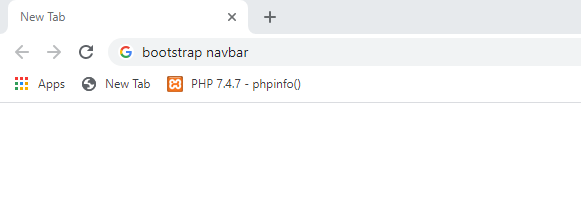 New Tab
bootstrap navbar
Apps New Tab PHP 7.4.7 - phpinfo()